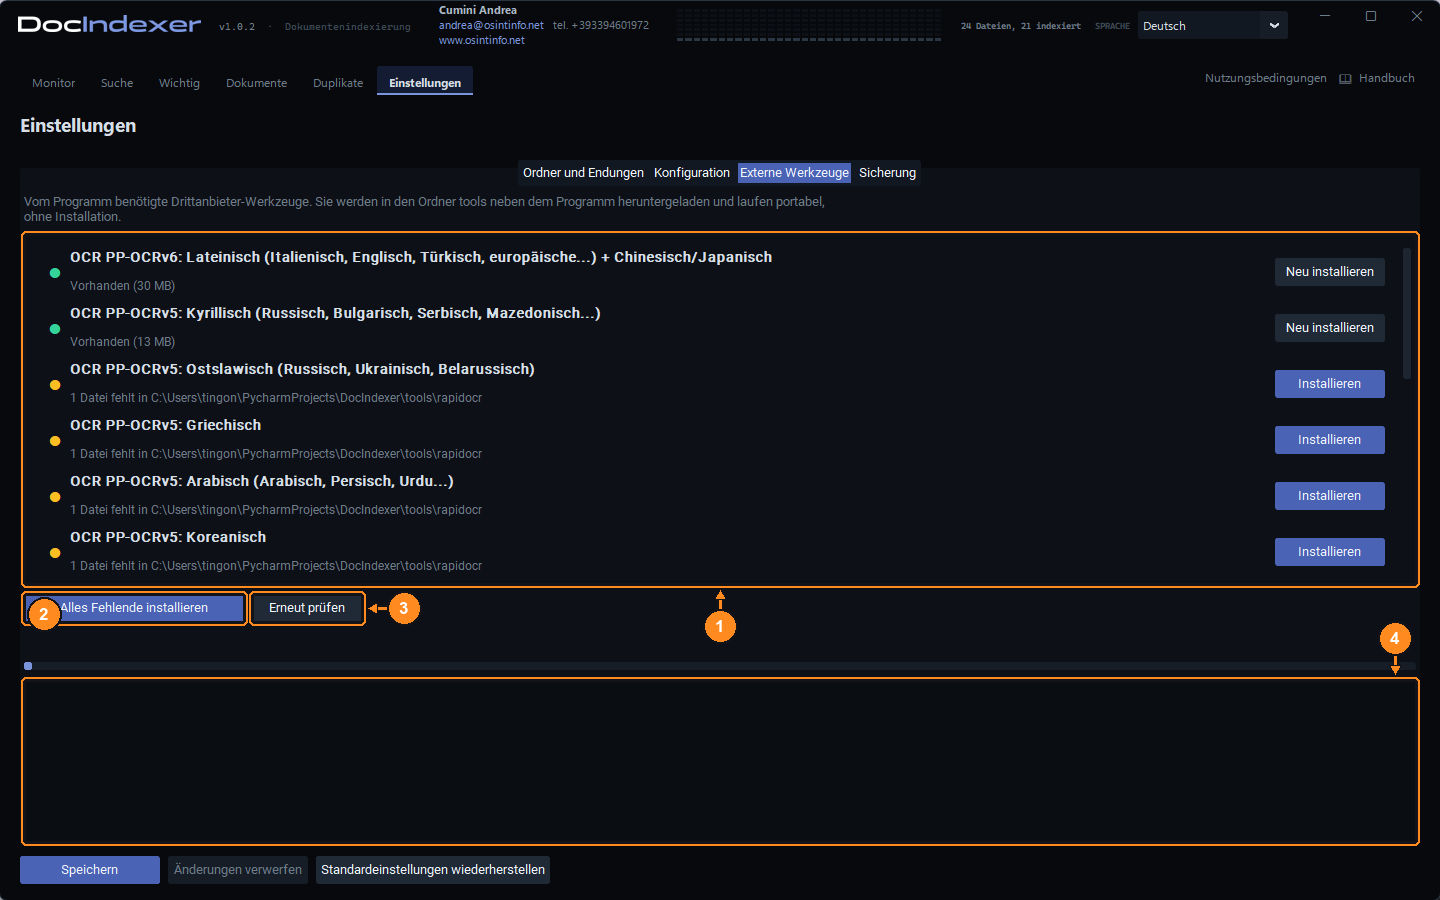 DocIndexer v1.0.2 · Dokumentenindexierung
Cumini Andrea
andrea@osintinfo.net tel. +393394601972
www.osintinfo.net
24 Dateien, 21 indexiert
SPRACHE
Deutsch
Monitor
Suche
Wichtig
Dokumente
Duplikate
Einstellungen
Nutzungsbedingungen
Handbuch
Einstellungen
Ordner und Endungen
Konfiguration
Externe Werkzeuge
Sicherung
Vom Programm benötigte Drittanbieter-Werkzeuge. Sie werden in den Ordner tools neben dem Programm heruntergeladen und laufen portabel,
ohne Installation.
OCR PP-OCRv6: Lateinisch (Italienisch, Englisch, Türkisch, europäische...) + Chinesisch/Japanisch
Vorhanden (30 MB)
Neu installieren
OCR PP-OCRv5: Kyrillisch (Russisch, Bulgarisch, Serbisch, Mazedonisch...)
Vorhanden (13 MB)
Neu installieren
OCR PP-OCRv5: Ostslawisch (Russisch, Ukrainisch, Belarussisch)
1 Datei fehlt in C:\Users\tingon\PycharmProjects\DocIndexer\tools\rapidocr
Installieren
OCR PP-OCRv5: Griechisch
1 Datei fehlt in C:\Users\tingon\PycharmProjects\DocIndexer\tools\rapidocr
Installieren
OCR PP-OCRv5: Arabisch (Arabisch, Persisch, Urdu...)
1 Datei fehlt in C:\Users\tingon\PycharmProjects\DocIndexer\tools\rapidocr
Installieren
OCR PP-OCRv5: Koreanisch
1 Datei fehlt in C:\Users\tingon\PycharmProjects\DocIndexer\tools\rapidocr
Installieren
2
Alles Fehlende installieren
Erneut prüfen
3
1
4
Speichern
Änderungen verwerfen
Standardeinstellungen wiederherstellen